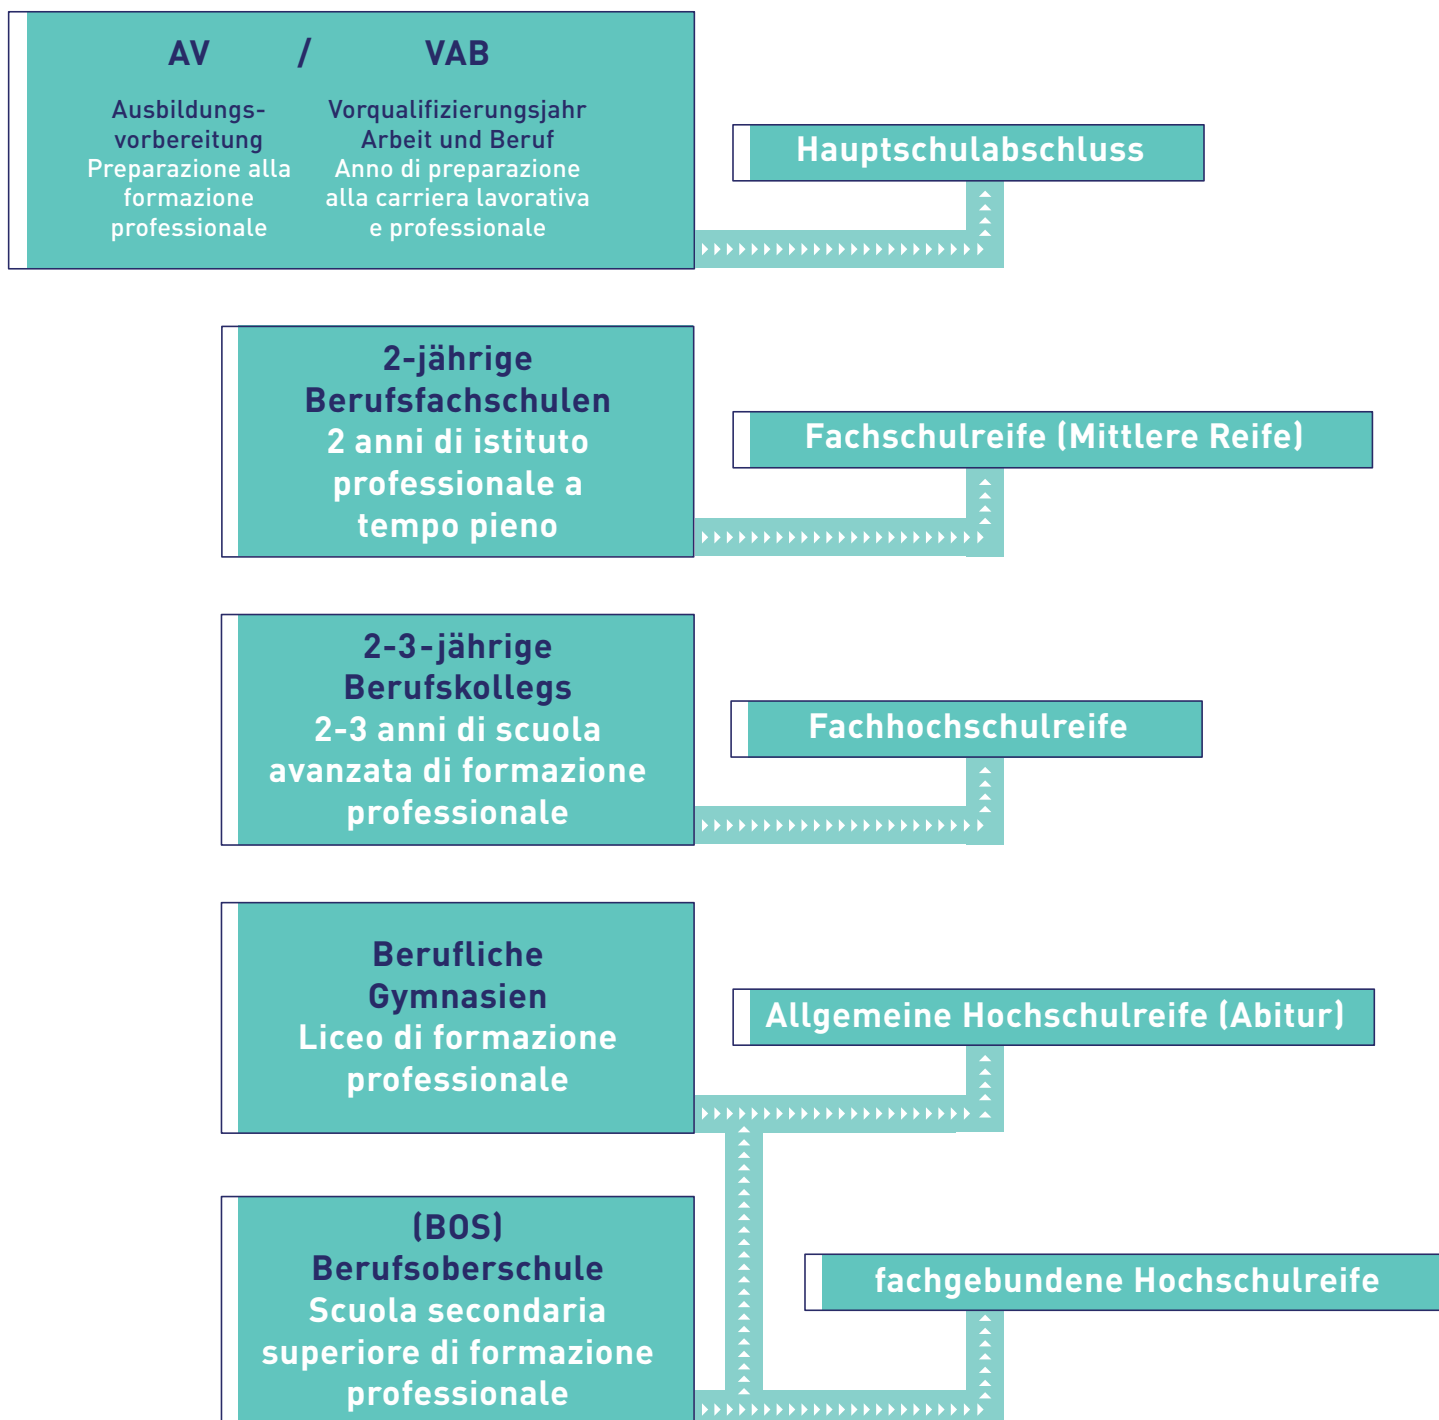 AV / VAB
Ausbildungs-
vorbereitung
Preparazione alla
formazione
professionale
Vorqualifizierungsjahr
Arbeit und Beruf
Anno di preparazione
alla carriera lavorativa
e professionale
Hauptschulabschluss
2-jährige
Berufsfachschulen
2 anni di istituto
professionale a
tempo pieno
Fachschulreife (Mittlere Reife)
2-3-jährige
Berufskollegs
2-3 anni di scuola
avanzata di formazione
professionale
Fachhochschulreife
Berufliche
Gymnasien
Liceo di formazione
professionale
Allgemeine Hochschulreife (Abitur)
(BOS)
Berufsoberschule
Scuola secondaria
superiore di formazione
professionale
fachgebundene Hochschulreife